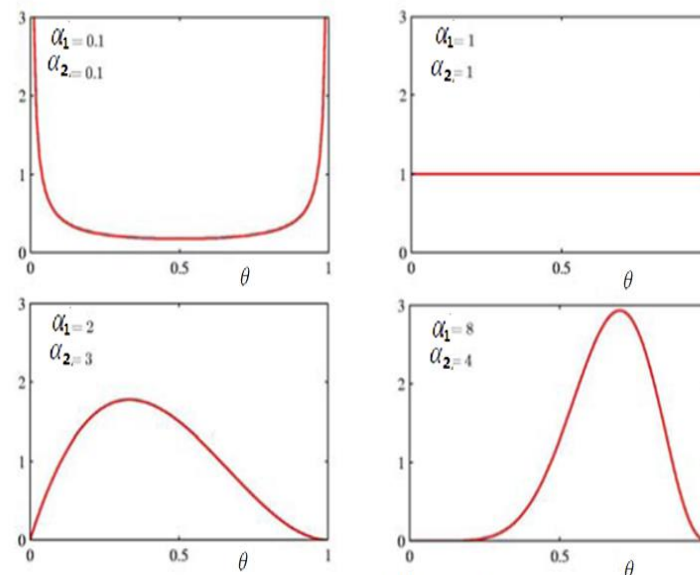 3
α₁ = 0.1
α₂. = 0.1
2
1
0
0 0.5 1
θ
3
α₁ = 1
α₂. = 1
2
1
0
0 0.5
θ
3
α₁ = 2
α₂. = 3
2
1
0
0 0.5 1
θ
3
α₁ = 8
α₂. = 4
2
1
0
0 0.5
θ